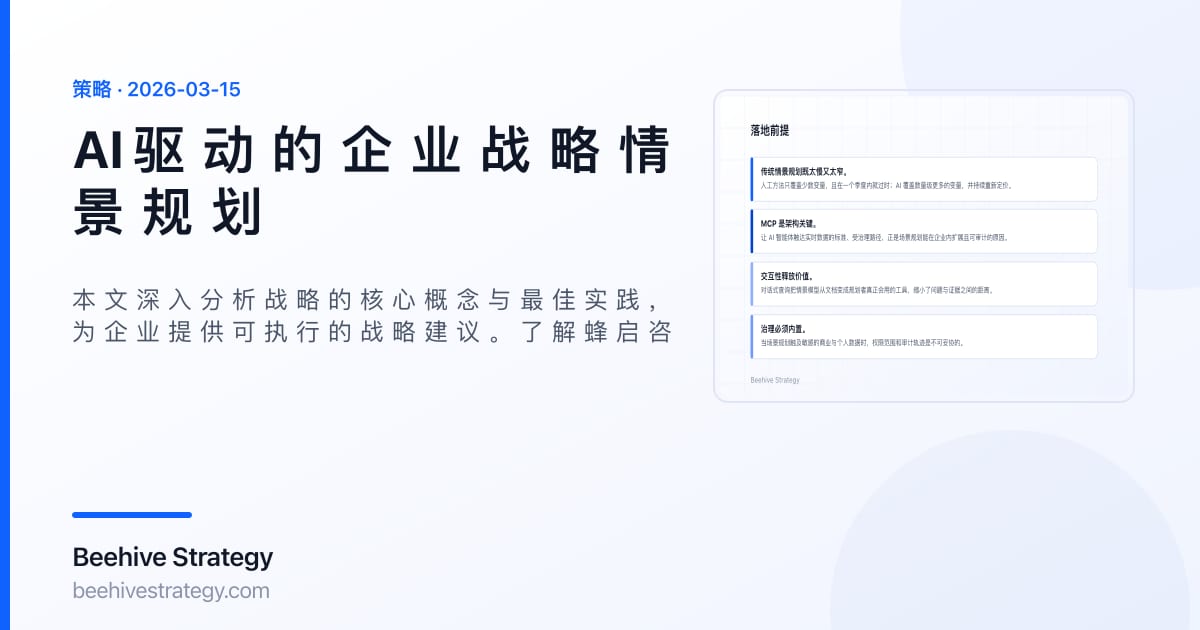 策略 · 2026-03-15
AI驱动的企业战略情
景规划
本文深入分析战略的核心概念与最佳实践，
为企业提供可执行的战略建议。了解蜂启咨
Beehive Strategy
beehivestrategy.com
落地前提
传统情景规划既太慢又太窄。
人工方法只覆盖少数变量，且在一个季度内就过时；AI 覆盖数量级更多的变量，并持续重新定价。
MCP 是架构关键。
让 AI 智能体触达实时数据的标准、受治理路径，正是场景规划能在企业内扩展且可审计的原因。
交互性释放价值。
对话式查询把情景模型从文档变成规划者真正会用的工具，缩小了问题与证据之间的距离。
治理必须内置。
当场景规划触及敏感的商业与个人数据时，权限范围和审计轨迹是不可妥协的。
Beehive Strategy